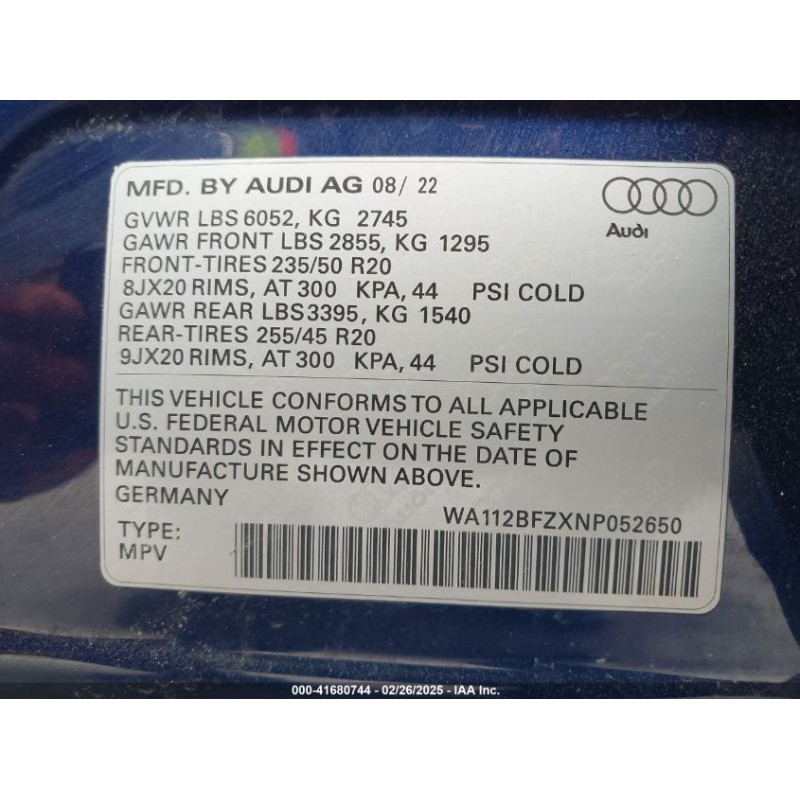 MFD. BY AUDI AG 08/ 22
Audi
GVWR LBS 6052, KG 2745
GAWR FRONT LBS 2855, KG 1295
FRONT-TIRES 235/50 R20
8JX20 RIMS, AT 300 KPA, 44 PSI COLD
GAWR REAR LBS 3395, KG 1540
REAR-TIRES 255/45 R20
9JX20 RIMS, AT 300 KPA, 44 PSI COLD
THIS VEHICLE CONFORMS TO ALL APPLICABLE
U.S. FEDERAL MOTOR VEHICLE SAFETY
STANDARDS IN EFFECT ON THE DATE OF
MANUFACTURE SHOWN ABOVE.
GERMANY
WA112BFZXNP052650
TYPE:
MPV
000-41680744 - 02/26/2025 - IAA Inc.